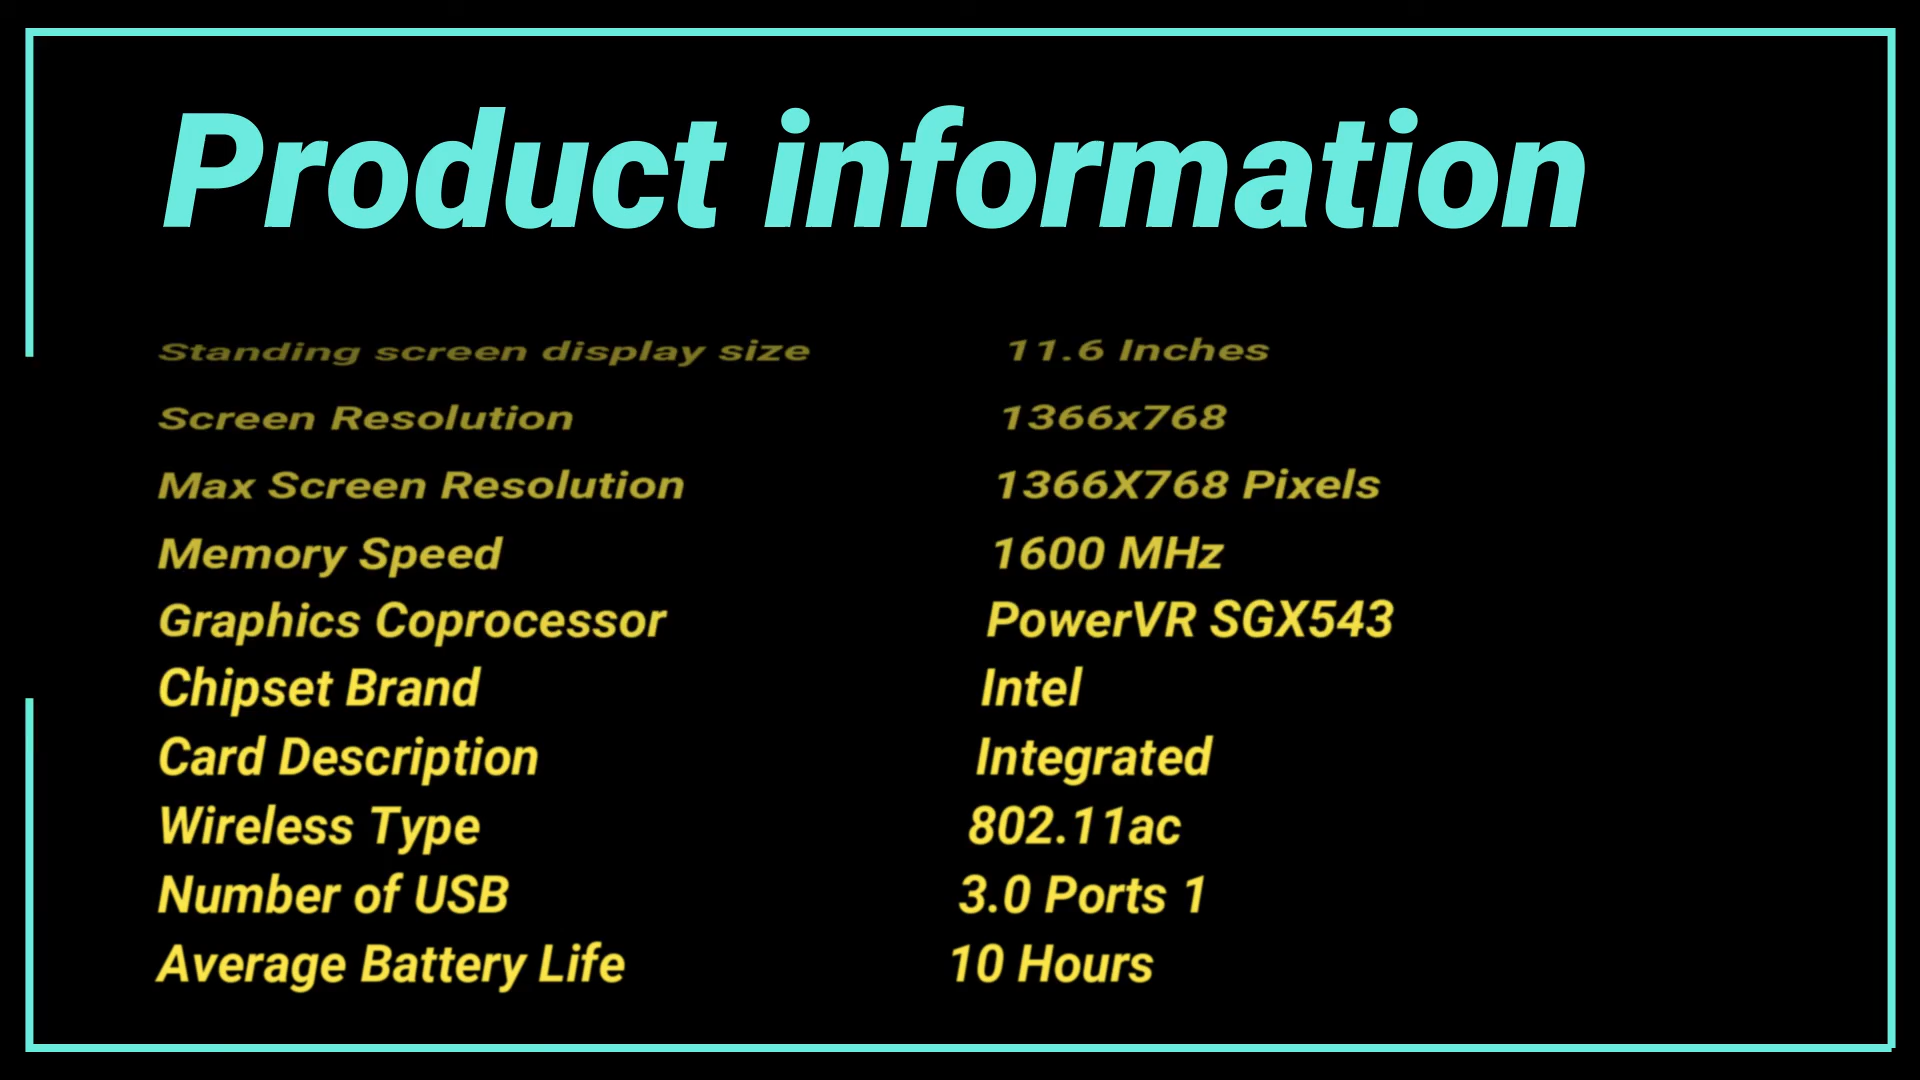 Product information
Standing screen display size 11.6 Inches
Screen Resolution 1366x768
Max Screen Resolution 1366X768 Pixels
Memory Speed 1600 MHz
Graphics Coprocessor PowerVR SGX543
Chipset Brand Intel
Card Description Integrated
Wireless Type 802.11ac
Number of USB 3.0 Ports 1
Average Battery Life 10 Hours